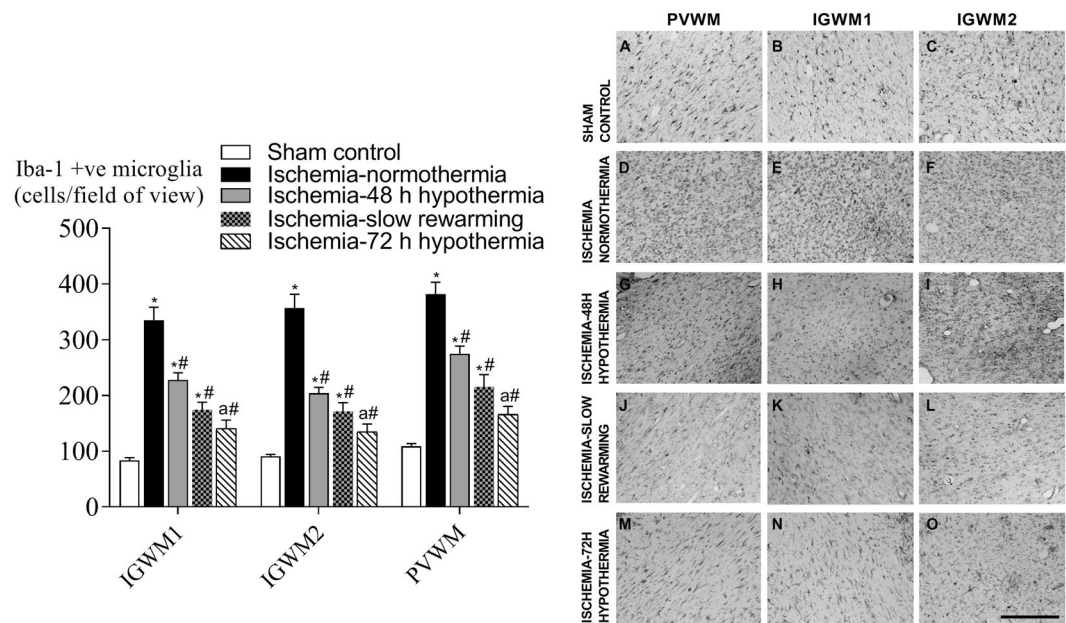 Iba-1 +ve microglia
(cells/field of view)
Sham control
Ischemia-normothermia
Ischemia-48 h hypothermia
Ischemia-slow rewarming
Ischemia-72 h hypothermia
500
400
300
200
100
0
*
*#
*#
a#
*
*#
*#
a#
*
*#
*#
a#
IGWM1
IGWM2
PVWM
PVWM IGWM1 IGWM2
SHAM
CONTROL
A B C
ISCHEMIA
NORMOTHERMIA
D E F
ISCHEMIA-48H
HYPOTHERMIA
G H I
ISCHEMIA-SLOW
REWARMING
J K L
ISCHEMIA-72H
HYPOTHERMIA
M N O